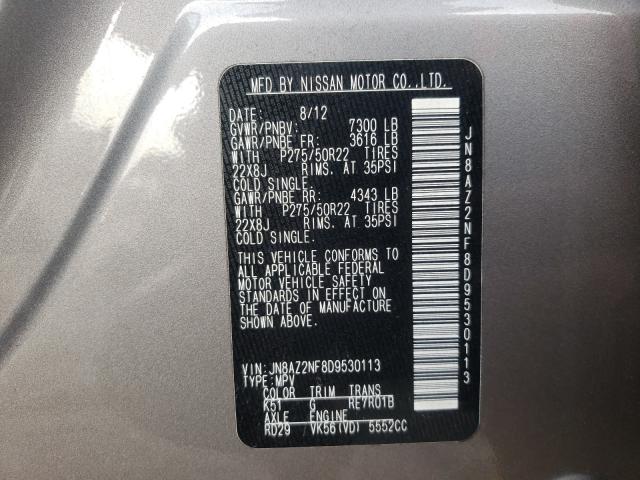 MFD BY NISSAN MOTOR CO.,LTD.
DATE: 8/12
GVWR/PNBV: 7300 LB
GAWR/PNBE FR: 3616 LB
WITH P275/50R22 TIRES
22X8J RIMS. AT 35PSI
COLD SINGLE.
GAWR/PNBE RR: 4343 LB
WITH P275/50R22 TIRES
22X8J RIMS. AT 35PSI
COLD SINGLE.
THIS VEHICLE CONFORMS TO
ALL APPLICABLE FEDERAL
MOTOR VEHICLE SAFETY
STANDARDS IN EFFECT ON
THE DATE OF MANUFACTURE
SHOWN ABOVE.
VIN: JN8AZ2NF8D9530113
TYPE: MPV
COLOR TRIM TRANS
K51 G RE7R01B
AXLE ENGINE
RD29 VK56(VD) 5552CC
JN8AZ2NF8D9530113